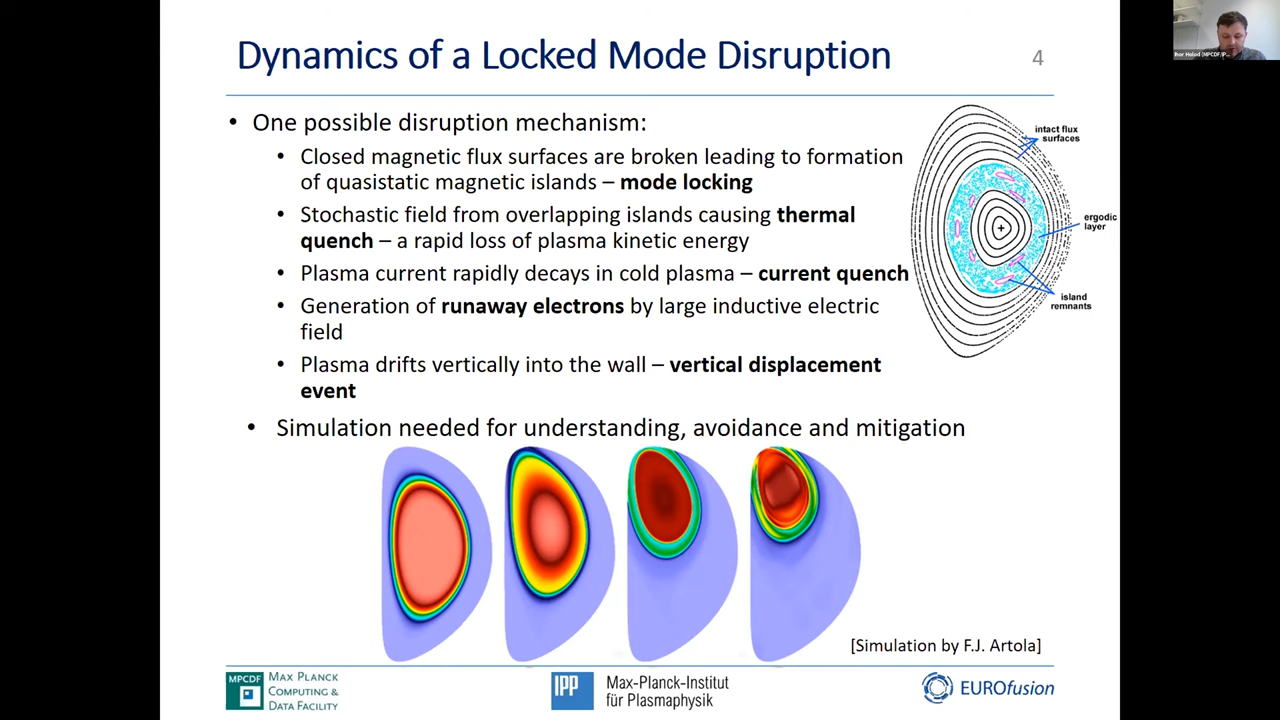 Dynamics of a Locked Mode Disruption
4
• One possible disruption mechanism:
• Closed magnetic flux surfaces are broken leading to formation
of quasistatic magnetic islands – mode locking
• Stochastic field from overlapping islands causing thermal
quench – a rapid loss of plasma kinetic energy
• Plasma current rapidly decays in cold plasma – current quench
• Generation of runaway electrons by large inductive electric
field
• Plasma drifts vertically into the wall – vertical displacement
event
• Simulation needed for understanding, avoidance and mitigation
intact flux
surfaces
ergodic
layer
island
remnants
[Simulation by F.J. Artola]
MPCDF
MAX PLANCK
COMPUTING &
DATA FACILITY
IPP
Max-Planck-Institut
für Plasmaphysik
EUROfusion